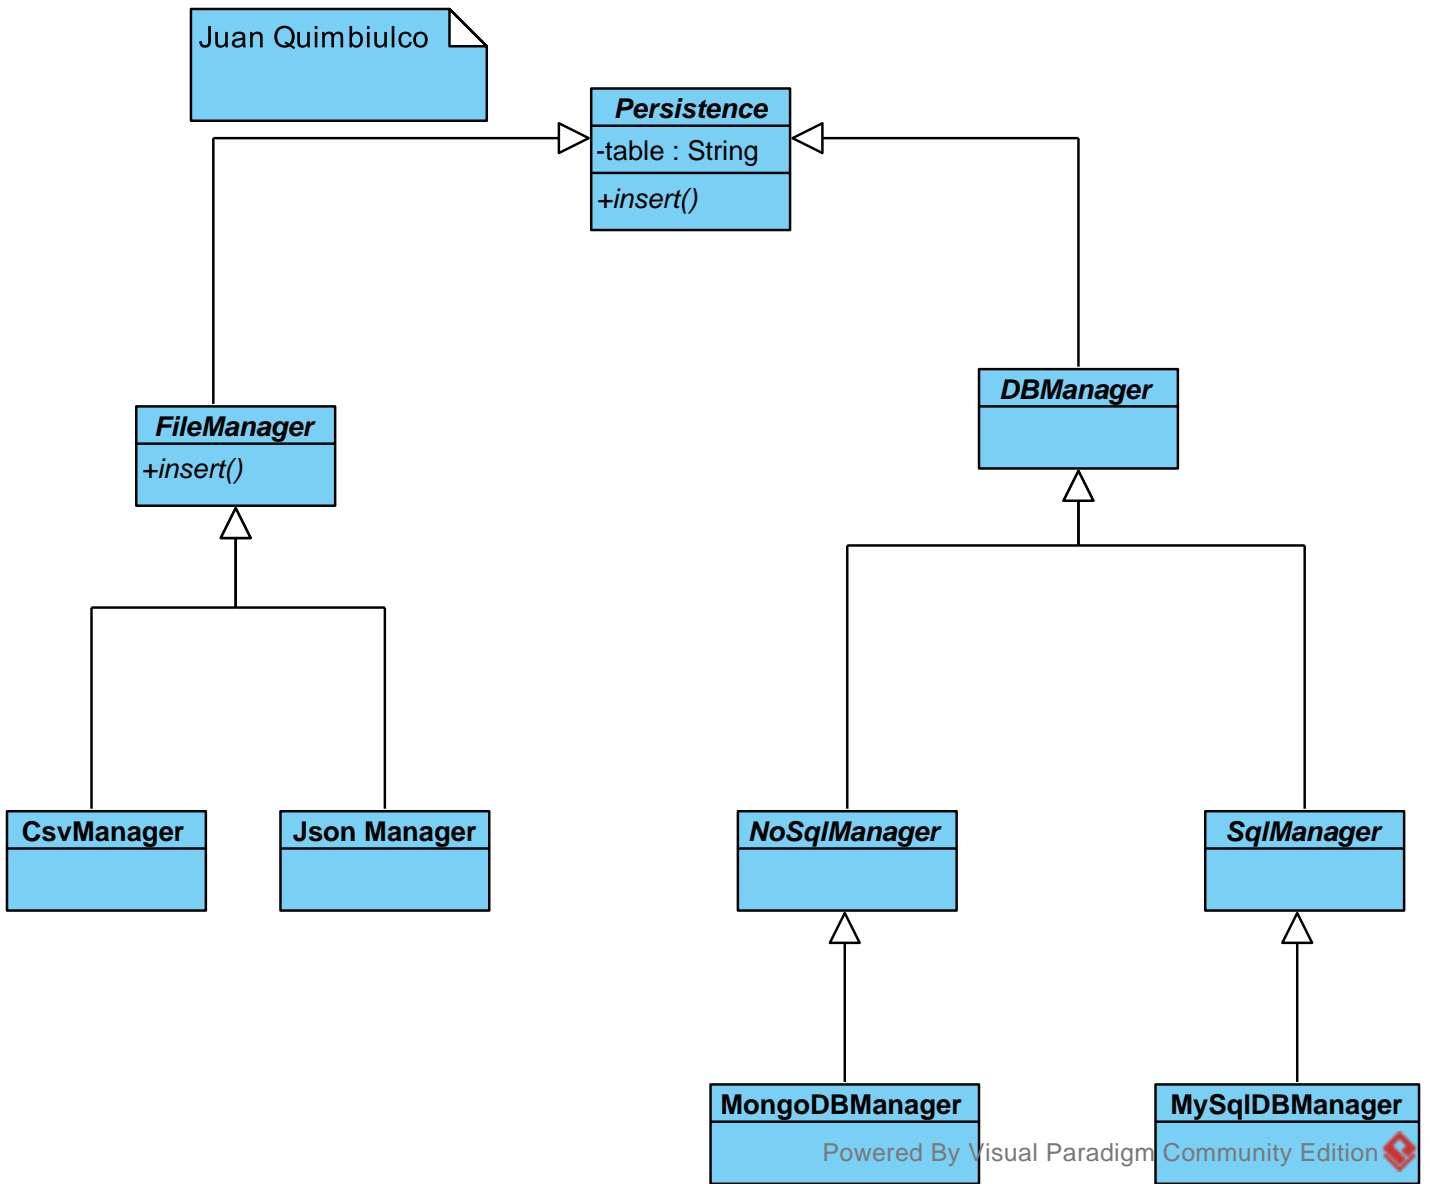 Juan Quimbiulco
Persistence
-table : String
+insert()
DBManager
FileManager
+insert()
CsvManager
Json Manager
NoSqlManager
SqlManager
MongoDBManager
MySqlDBManager
Powered By Visual Paradigm Community Edition